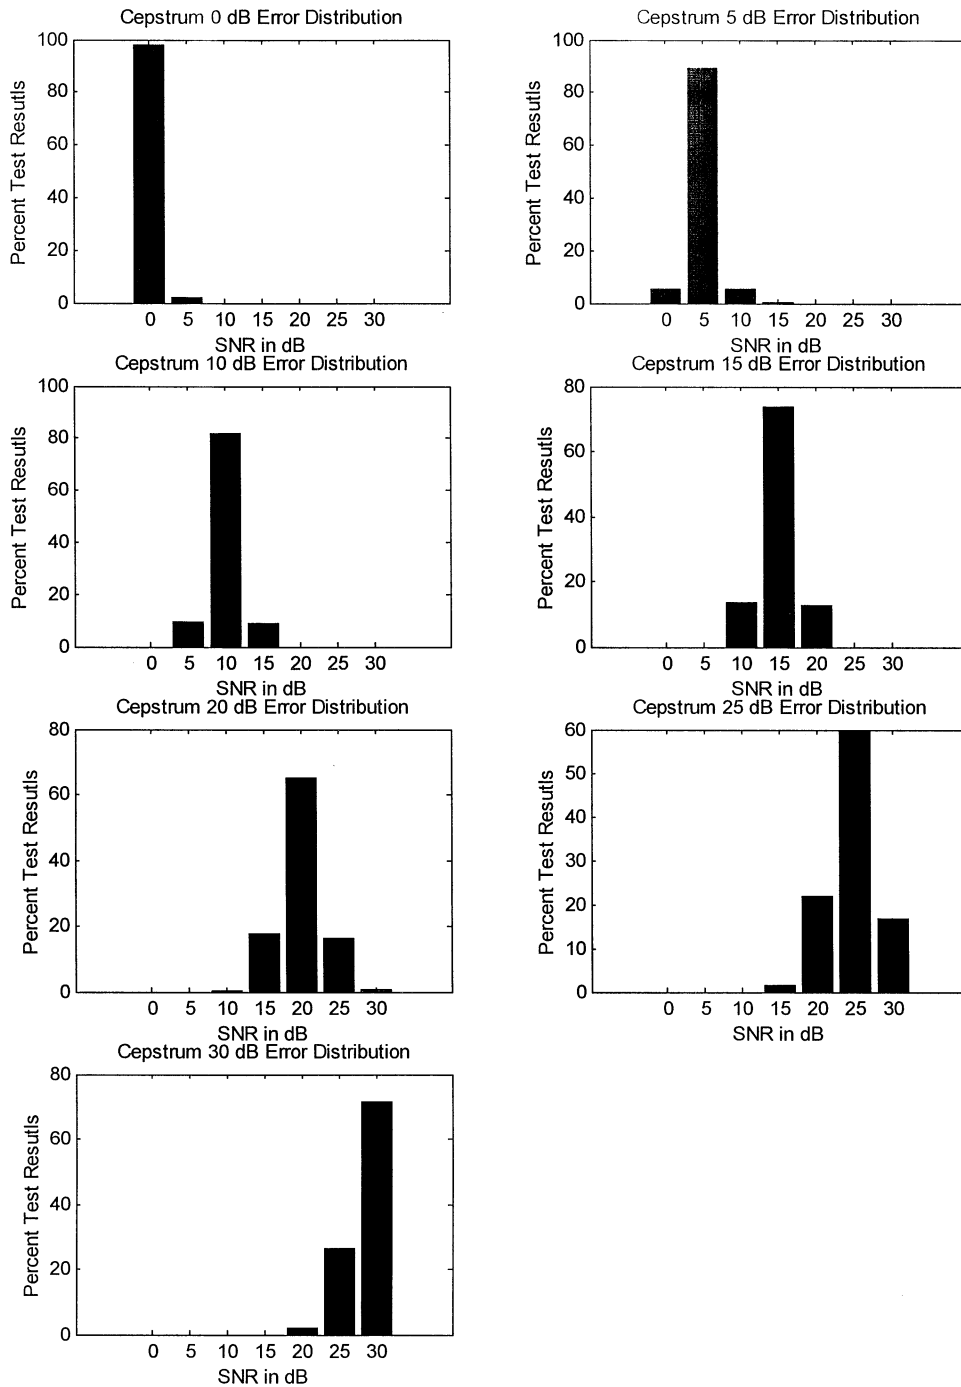 Cepstrum 0 dB Error Distribution
100
80
60
40
20
0
Percent Test Resutls
0 5 10 15 20 25 30
SNR in dB
Cepstrum 5 dB Error Distribution
100
80
60
40
20
0
Percent Test Resutls
0 5 10 15 20 25 30
SNR in dB
Cepstrum 10 dB Error Distribution
100
80
60
40
20
0
Percent Test Resutls
0 5 10 15 20 25 30
SNR in dB
Cepstrum 15 dB Error Distribution
80
60
40
20
0
Percent Test Resutls
0 5 10 15 20 25 30
SNR in dB
Cepstrum 20 dB Error Distribution
80
60
40
20
0
Percent Test Resutls
0 5 10 15 20 25 30
SNR in dB
Cepstrum 25 dB Error Distribution
60
50
40
30
20
10
0
Percent Test Resutls
0 5 10 15 20 25 30
SNR in dB
Cepstrum 30 dB Error Distribution
80
60
40
20
0
Percent Test Resutls
0 5 10 15 20 25 30
SNR in dB